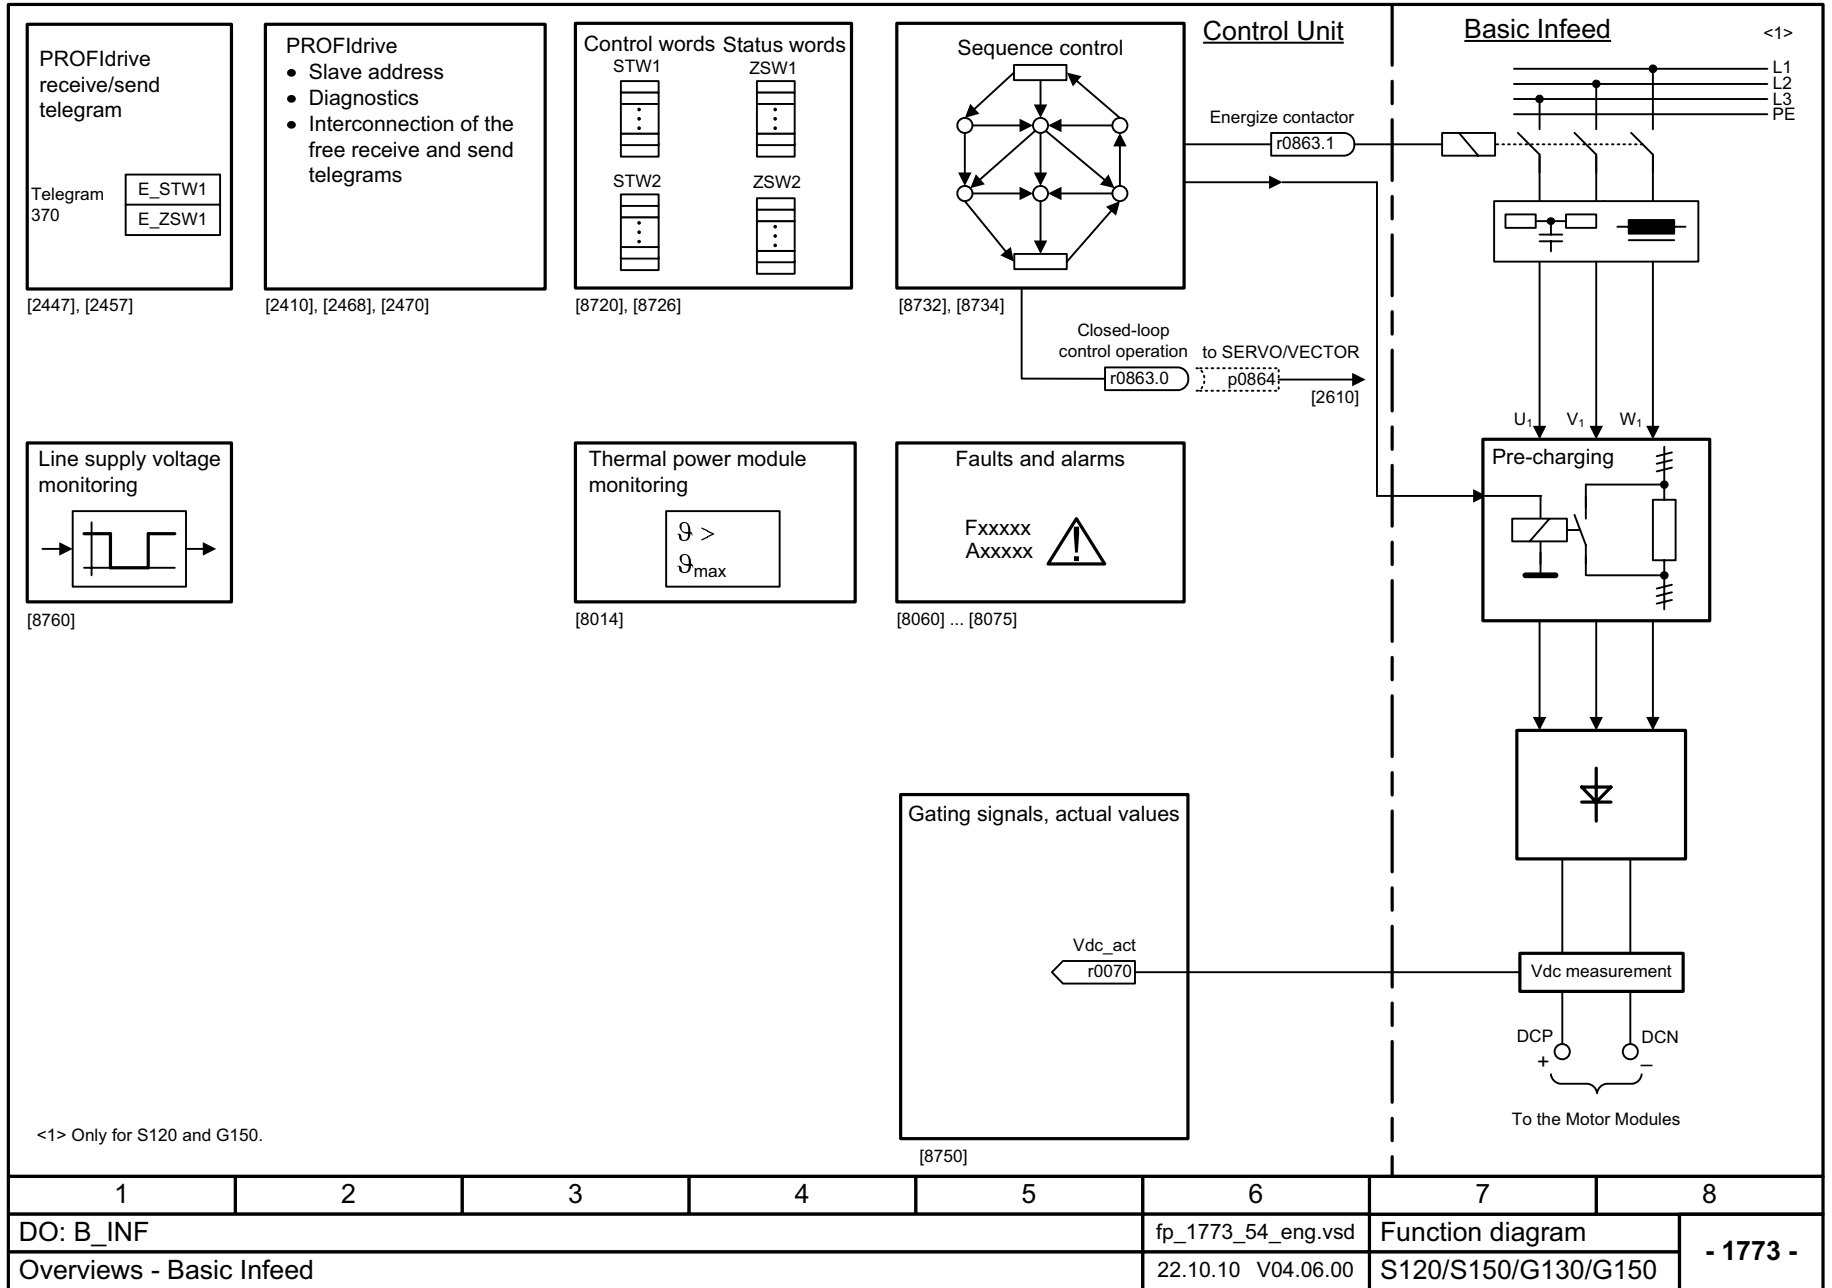 PROFIdrive
receive/send
telegram
Telegram
370
E_STW1
E_ZSW1
[2447], [2457]
PROFIdrive
• Slave address
• Diagnostics
• Interconnection of the
free receive and send
telegrams
[2410], [2468], [2470]
Control words Status words
STW1 ZSW1
STW2 ZSW2
[8720], [8726]
Sequence control
[8732], [8734]
Control Unit
Energize contactor
r0863.1
Closed-loop
control operation
r0863.0
to SERVO/VECTOR
p0864
[2610]
Basic Infeed
<1>
L1
L2
L3
PE
U1 V1 W1
Pre-charging
Line supply voltage
monitoring
[8760]
Thermal power module
monitoring
ϑ >
ϑmax
[8014]
Faults and alarms
Fxxxxx
Axxxxx
!
[8060] ... [8075]
Gating signals, actual values
Vdc_act
r0070
[8750]
Vdc measurement
DCP DCN
+ –
To the Motor Modules
<1> Only for S120 and G150.
1 2 3 4 5 6 7 8
DO: B_INF
fp_1773_54_eng.vsd
Function diagram
- 1773 -
Overviews - Basic Infeed
22.10.10 V04.06.00
S120/S150/G130/G150